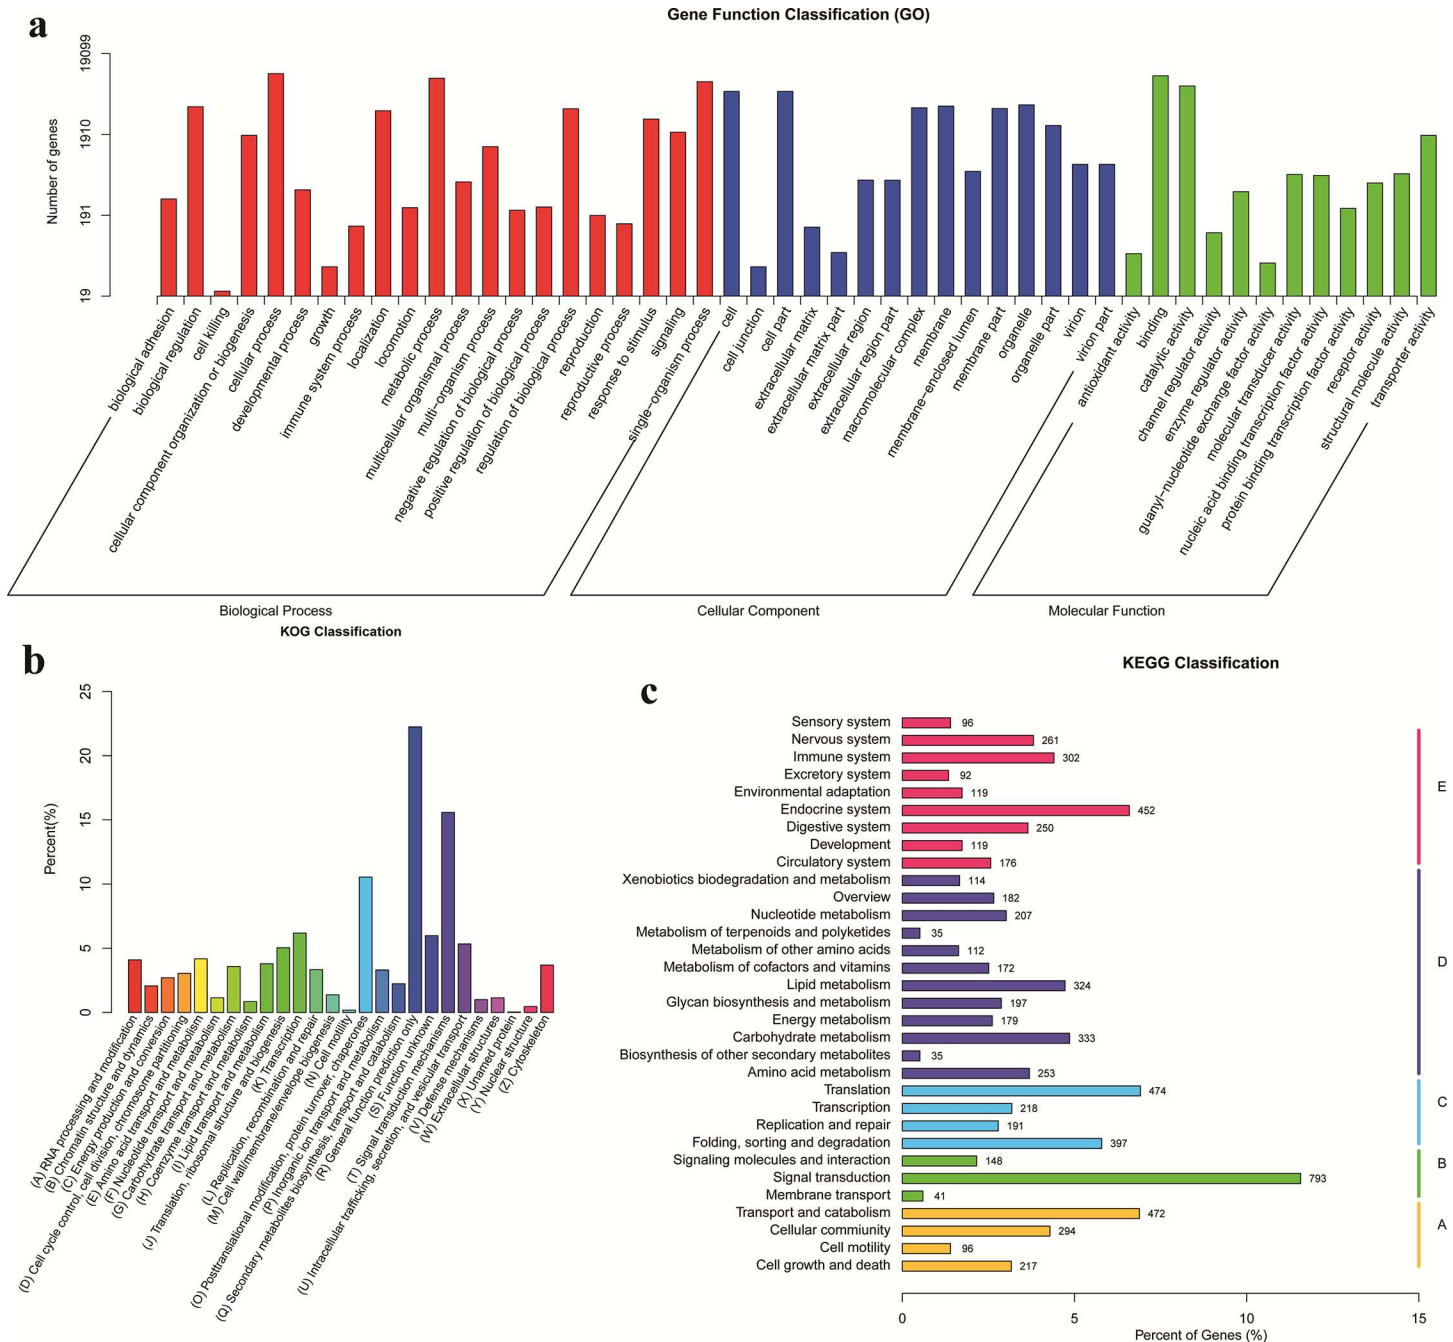 a
Gene Function Classification (GO)
Number of genes
19099
1910
191
19
biological adhesion
biological regulation
cell killing
cellular component organization or biogenesis
cellular process
developmental process
growth
immune system process
localization
locomotion
metabolic process
multicellular organismal process
multi-organism process
negative regulation of biological process
positive regulation of biological process
regulation of biological process
reproduction
reproductive process
response to stimulus
signaling
single-organism process
cell
cell junction
cell part
extracellular matrix
extracellular matrix part
extracellular region
extracellular region part
macromolecular complex
membrane
membrane-enclosed lumen
membrane part
organelle
organelle part
virion
virion part
antioxidant activity
binding
catalytic activity
channel regulator activity
enzyme regulator activity
guanyl-nucleotide exchange factor activity
molecular transducer activity
nucleic acid binding transcription factor activity
protein binding transcription factor activity
receptor activity
structural molecule activity
transporter activity
Biological Process
Cellular Component
Molecular Function
KOG Classification
b
Percent(%)
25
20
15
10
5
0
(A) RNA processing and modification
(B) Chromatin structure and dynamics
(C) Energy production and conversion
(D) Cell cycle control, cell division, chromosome partitioning
(E) Amino acid transport and metabolism
(F) Nucleotide transport and metabolism
(G) Carbohydrate transport and metabolism
(H) Coenzyme transport and metabolism
(I) Lipid transport and metabolism
(J) Translation, ribosomal structure and biogenesis
(K) Transcription
(L) Replication, recombination and repair
(M) Cell wall/membrane/envelope biogenesis
(N) Cell motility
(O) Posttranslational modification, protein turnover, chaperones
(P) Inorganic ion transport and metabolism
(Q) Secondary metabolites biosynthesis, transport and catabolism
(R) General function prediction only
(S) Function unknown
(T) Signal transduction mechanisms
(U) Intracellular trafficking, secretion, and vesicular transport
(V) Defense mechanisms
(W) Extracellular structures
(X) Unamed protein
(Y) Nuclear structure
(Z) Cytoskeleton
KEGG Classification
c
Sensory system 96
Nervous system 261
Immune system 302
Excretory system 92
Environmental adaptation 119
Endocrine system 452
Digestive system 250
Development 119
Circulatory system 176
E
Xenobiotics biodegradation and metabolism 114
Overview 182
Nucleotide metabolism 207
Metabolism of terpenoids and polyketides 35
Metabolism of other amino acids 112
Metabolism of cofactors and vitamins 172
Lipid metabolism 324
Glycan biosynthesis and metabolism 197
Energy metabolism 179
Carbohydrate metabolism 333
Biosynthesis of other secondary metabolites 35
Amino acid metabolism 253
D
Translation 474
Transcription 218
Replication and repair 191
Folding, sorting and degradation 397
C
Signaling molecules and interaction 148
Signal transduction 793
Membrane transport 41
B
Transport and catabolism 472
Cellular commiunity 294
Cell motility 96
Cell growth and death 217
A
0 5 10 15
Percent of Genes (%)